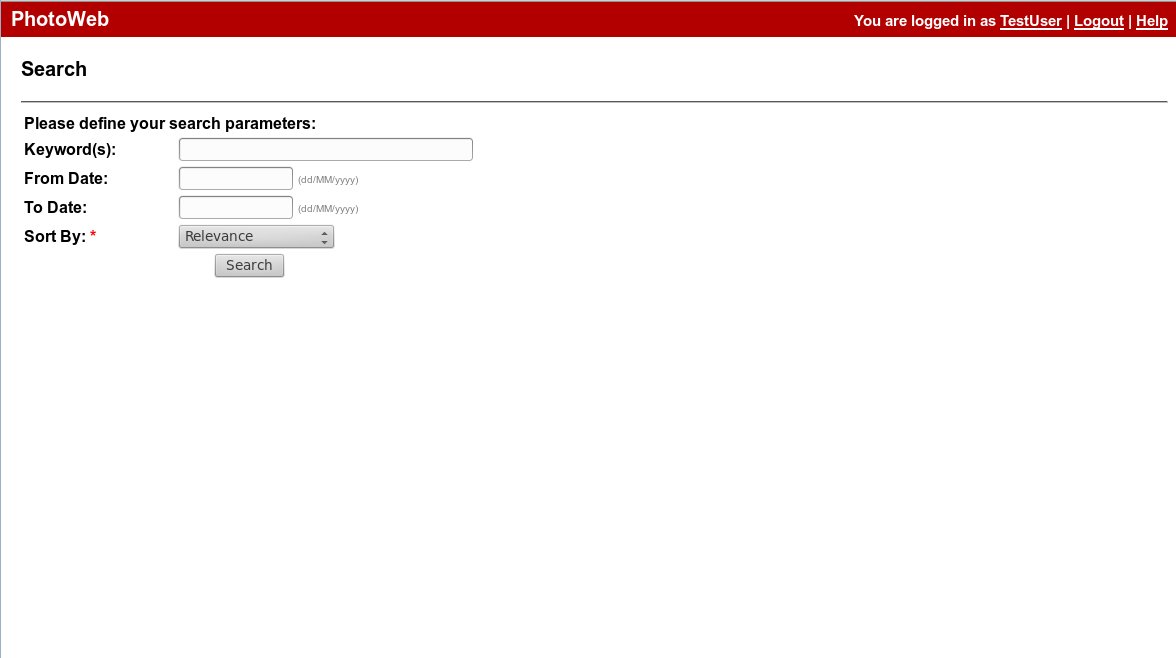 PhotoWeb You are logged in as TestUser | Logout | Help
Search
Please define your search parameters:
Keyword(s):
From Date: (dd/MM/yyyy)
To Date: (dd/MM/yyyy)
Sort By: * Relevance
Search